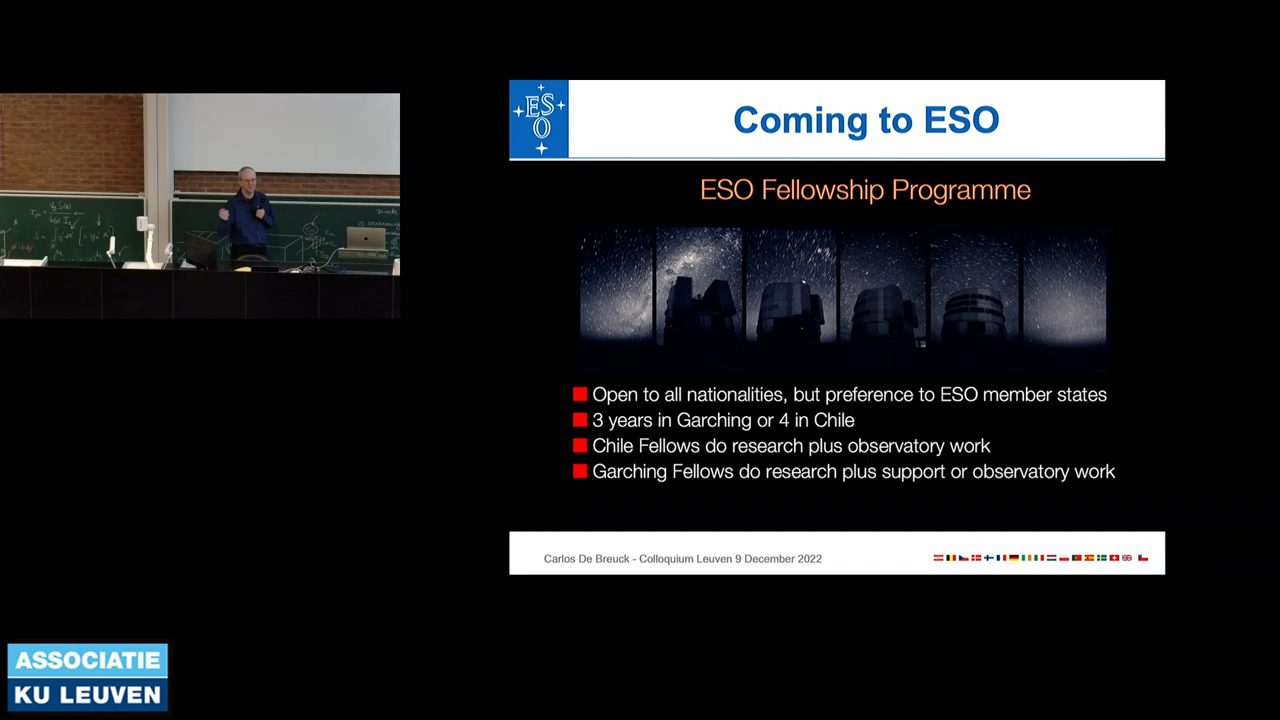 ESO
Coming to ESO
ESO Fellowship Programme
Open to all nationalities, but preference to ESO member states
3 years in Garching or 4 in Chile
Chile Fellows do research plus observatory work
Garching Fellows do research plus support or observatory work
Carlos De Breuck - Colloquium Leuven 9 December 2022
ASSOCIATIE
KU LEUVEN